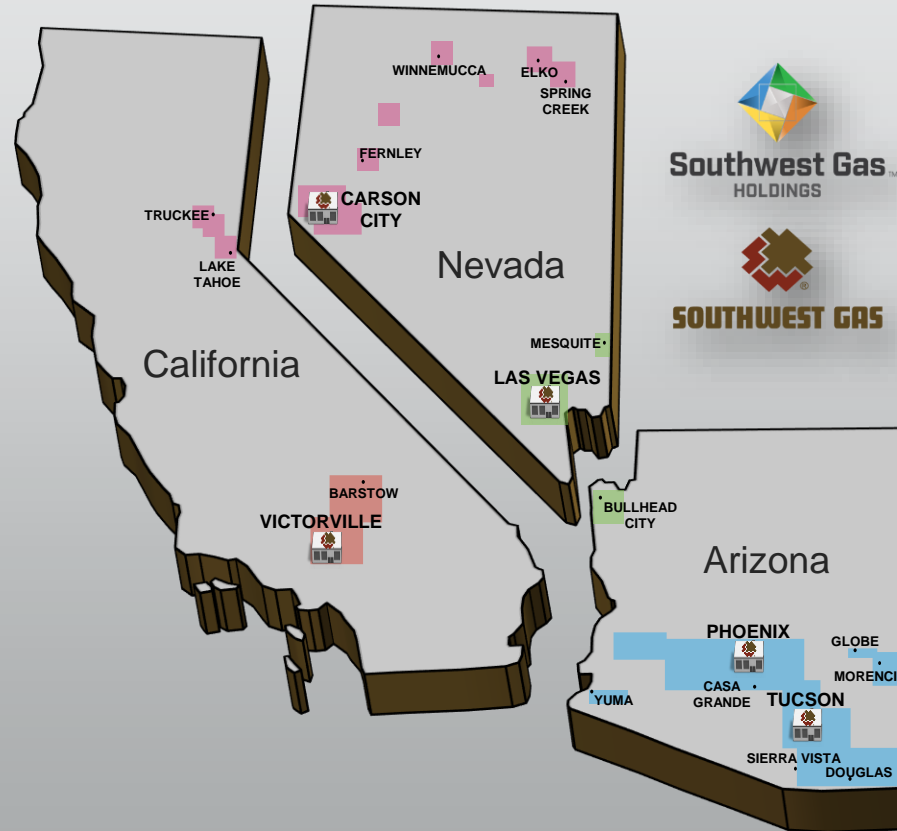 WINNEMUCCA
ELKO
SPRING
CREEK
FERNLEY
CARSON
CITY
TRUCKEE
LAKE
TAHOE
Nevada
California
MESQUITE
LAS VEGAS
BARSTOW
VICTORVILLE
Southwest Gas™
HOLDINGS
®
SOUTHWEST GAS
BULLHEAD
CITY
Arizona
PHOENIX
GLOBE
MORENCI
CASA
GRANDE
YUMA
TUCSON
SIERRA VISTA
DOUGLAS